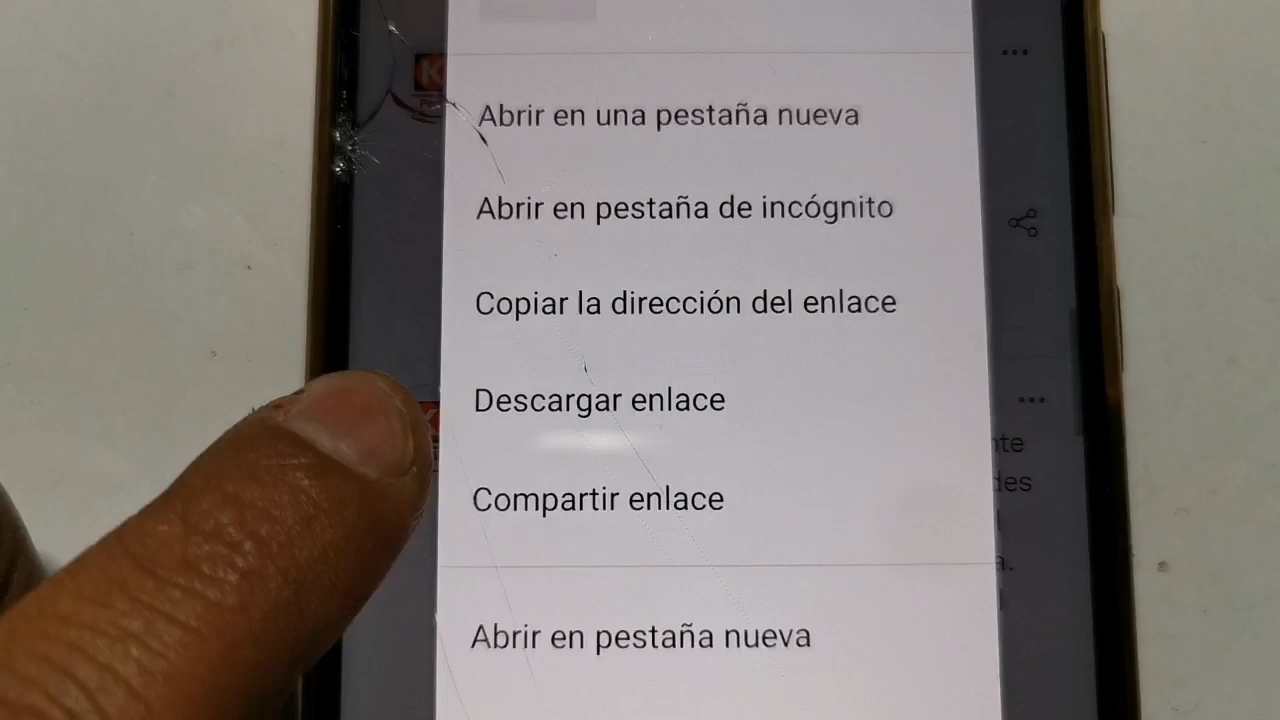 Abrir en una pestaña nueva
Abrir en pestaña de incógnito
Copiar la dirección del enlace
Descargar enlace
Compartir enlace
Abrir en pestaña nueva